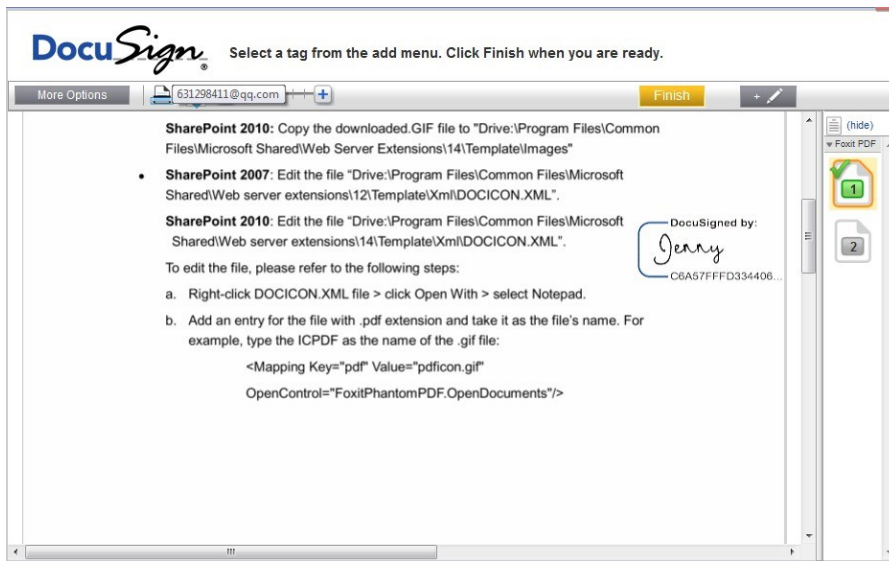 DocuSign® Select a tag from the add menu. Click Finish when you are ready.
More Options 631298411@qq.com + Finish +
SharePoint 2010: Copy the downloaded.GIF file to "Drive:\Program Files\Common
Files\Microsoft Shared\Web Server Extensions\14\Template\Images"
• SharePoint 2007: Edit the file “Drive:\Program Files\Common Files\Microsoft
Shared\Web server extensions\12\Template\Xml\DOCICON.XML”.
SharePoint 2010: Edit the file “Drive:\Program Files\Common Files\Microsoft
Shared\Web server extensions\14\Template\Xml\DOCICON.XML”.
To edit the file, please refer to the following steps:
a. Right-click DOCICON.XML file > click Open With > select Notepad.
b. Add an entry for the file with .pdf extension and take it as the file’s name. For
example, type the ICPDF as the name of the .gif file:
<Mapping Key="pdf" Value="pdficon.gif"
OpenControl="FoxitPhantomPDF.OpenDocuments"/>
DocuSigned by:
Jenny
C6A57FFFD334406...
(hide)
Foxit PDF
1
2